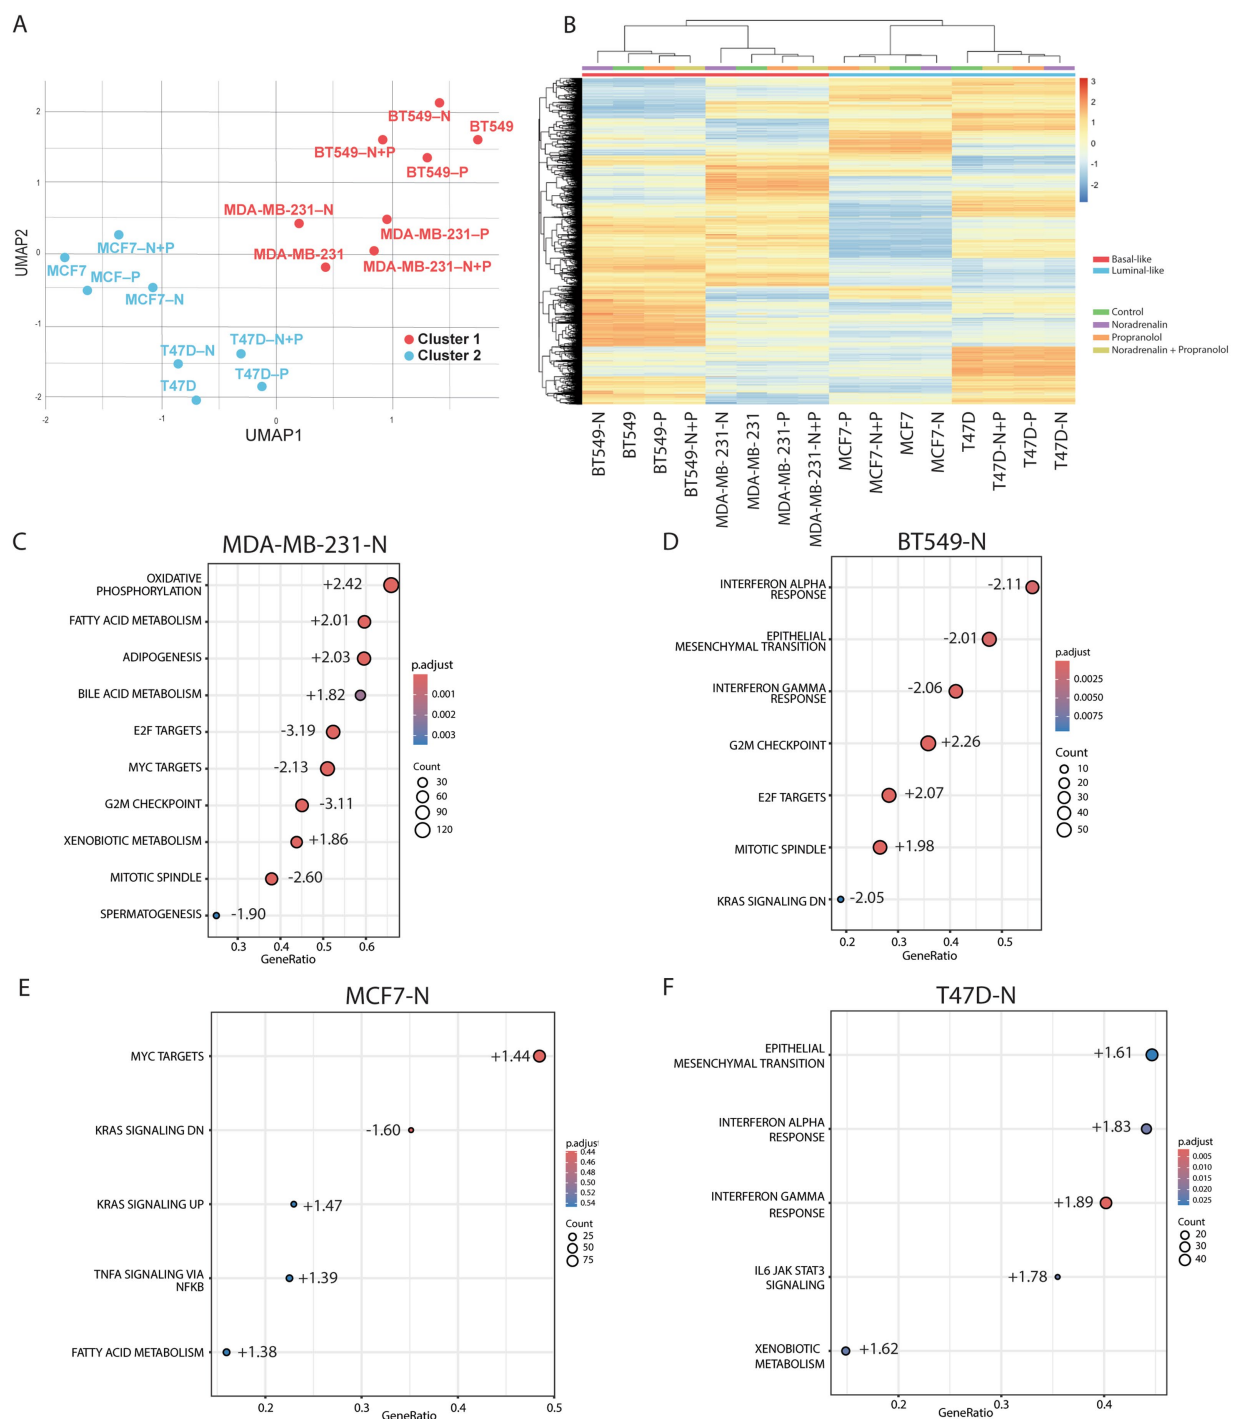 A
UMAP2
2
1
0
-1
-2
-2
-1
0
1
UMAP1
BT549–N
BT549
BT549–N+P
BT549–P
MDA-MB-231–N
MDA-MB-231–P
MDA-MB-231
MDA-MB-231–N+P
MCF7–N+P
MCF7
MCF–P
MCF7–N
T47D–N+P
T47D–N
T47D–P
T47D
Cluster 1
Cluster 2
B
3
2
1
0
-1
-2
Basal-like
Luminal-like
Control
Noradrenalin
Propranolol
Noradrenalin + Propranolol
BT549-N
BT549
BT549-P
BT549-N+P
MDA-MB-231-N
MDA-MB- 231
MDA-MB-231-P
MDA-MB-231-N+P
MCF7-P
MCF7-N+P
MCF7
MCF7-N
T47D
T47D-N+P
T47D-P
T47D-N
C
MDA-MB-231-N
OXIDATIVE
PHOSPHORYLATION
+2.42
FATTY ACID METABOLISM
+2.01
ADIPOGENESIS
+2.03
BILE ACID METABOLISM
+1.82
E2F TARGETS
-3.19
MYC TARGETS
-2.13
G2M CHECKPOINT
-3.11
XENOBIOTIC METABOLISM
+1.86
MITOTIC SPINDLE
-2.60
SPERMATOGENESIS
-1.90
0.3
0.4
0.5
0.6
GeneRatio
p.adjust
0.001
0.002
0.003
Count
30
60
90
120
D
BT549-N
INTERFERON ALPHA
RESPONSE
-2.11
EPITHELIAL
MESENCHYMAL TRANSITION
-2.01
INTERFERON GAMMA
RESPONSE
-2.06
G2M CHECKPOINT
+2.26
E2F TARGETS
+2.07
MITOTIC SPINDLE
+1.98
KRAS SIGNALING DN
-2.05
0.2
0.3
0.4
0.5
GeneRatio
p.adjust
0.0025
0.0050
0.0075
Count
10
20
30
40
50
E
MCF7-N
MYC TARGETS
+1.44
KRAS SIGNALING DN
-1.60
KRAS SIGNALING UP
+1.47
TNFA SIGNALING VIA
NFKB
+1.39
FATTY ACID METABOLISM
+1.38
0.2
0.3
0.4
0.5
GeneRatio
p.adjust
0.44
0.46
0.48
0.50
0.52
0.54
Count
25
50
75
F
T47D-N
EPITHELIAL
MESENCHYMAL TRANSITION
+1.61
INTERFERON ALPHA
RESPONSE
+1.83
INTERFERON GAMMA
RESPONSE
+1.89
IL6 JAK STAT3
SIGNALING
+1.78
XENOBIOTIC
METABOLISM
+1.62
0.2
0.3
0.4
GeneRatio
p.adjust
0.005
0.010
0.015
0.020
0.025
Count
20
30
40